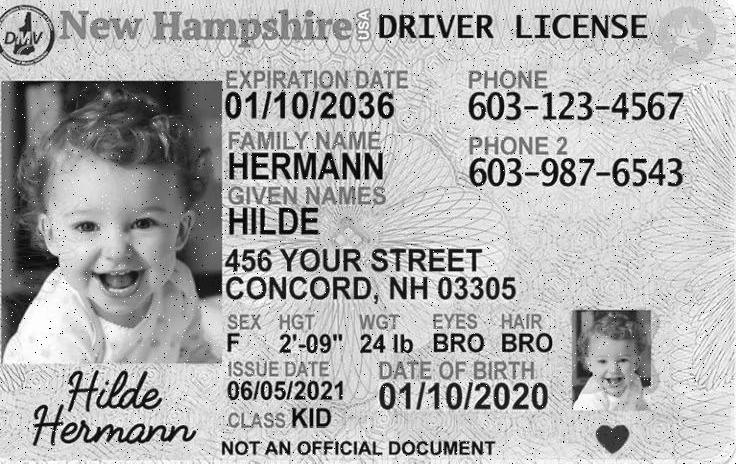 DMV
New Hampshire USA DRIVER LICENSE
EXPIRATION DATE
01/10/2036
PHONE
603-123-4567
FAMILY NAME
HERMANN
PHONE 2
603-987-6543
GIVEN NAMES
HILDE
456 YOUR STREET
CONCORD, NH 03305
SEX HGT WGT EYES HAIR
F 2'-09" 24 lb BRO BRO
ISSUE DATE
06/05/2021
DATE OF BIRTH
01/10/2020
CLASS KID
NOT AN OFFICIAL DOCUMENT
Hilde
Hermann